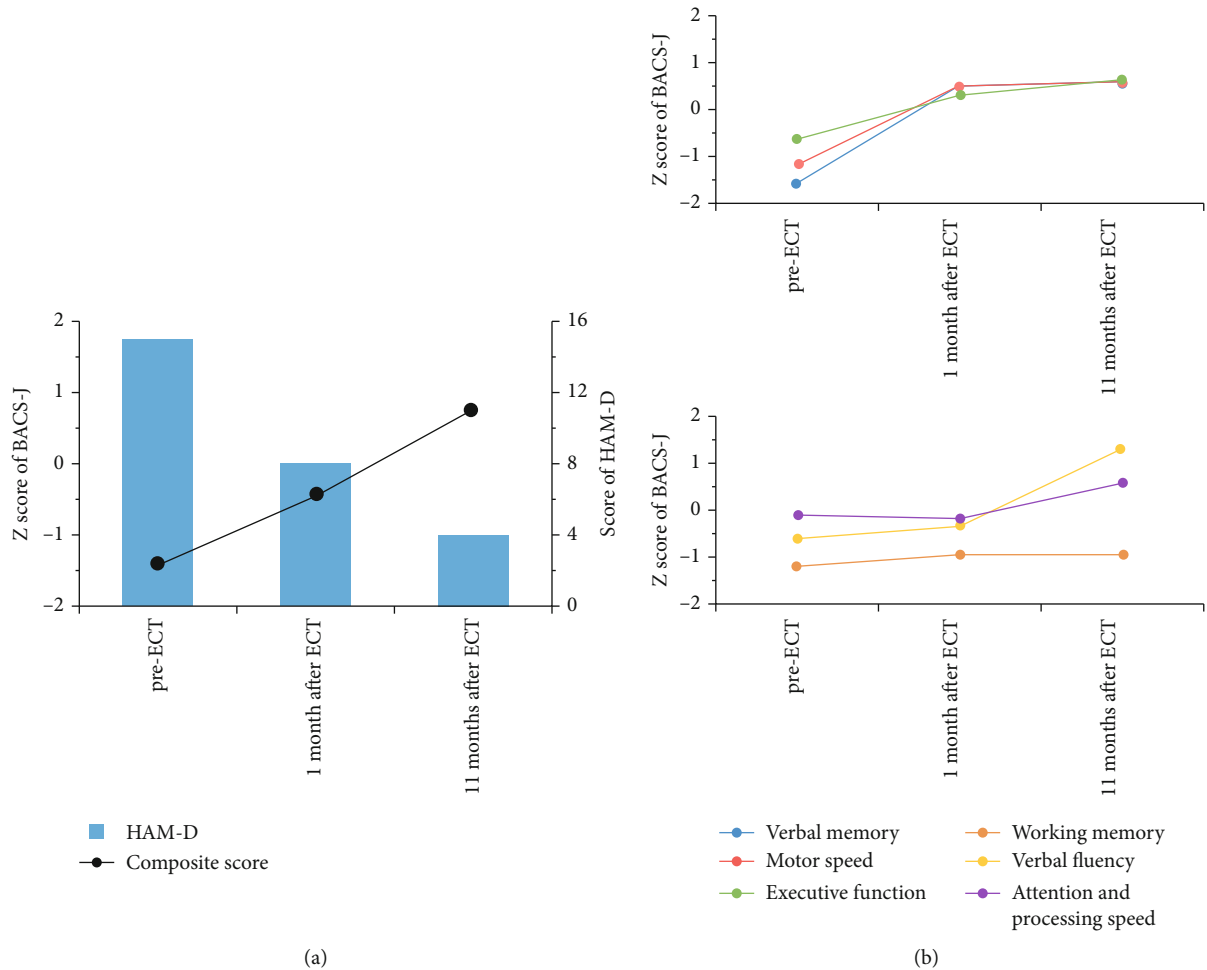 2
1
0
−1
−2
Z score of BACS-J
16
12
8
4
0
Score of HAM-D
pre-ECT
1 month after ECT
11 months after ECT
HAM-D
Composite score
(a)
2
1
0
−1
−2
Z score of BACS-J
pre-ECT
1 month after ECT
11 months after ECT
2
1
0
−1
−2
Z score of BACS-J
pre-ECT
1 month after ECT
11 months after ECT
Verbal memory
Motor speed
Executive function
Working memory
Verbal fluency
Attention and
processing speed
(b)